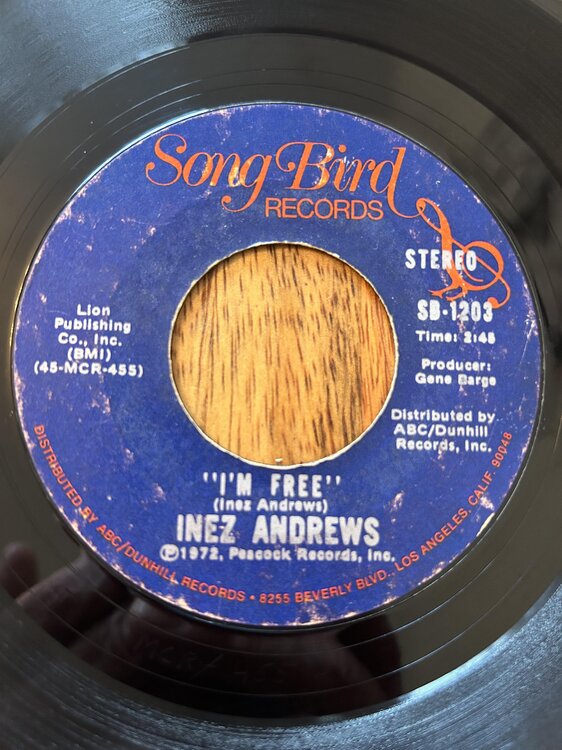 Song Bird
RECORDS
STEREO
SB-1203
Time: 2:45
Producer:
Gene Barge
Distributed by
ABC/Dunhill
Records, Inc.
Lion
Publishing
Co., Inc.
(BMI)
(45-MCR-455)
"I'M FREE"
(Inez Andrews)
INEZ ANDREWS
Ⓟ1972, Peacock Records, Inc.
DISTRIBUTED BY ABC/DUNHILL RECORDS • 8255 BEVERLY BLVD. LOS ANGELES, CALIF. 90048